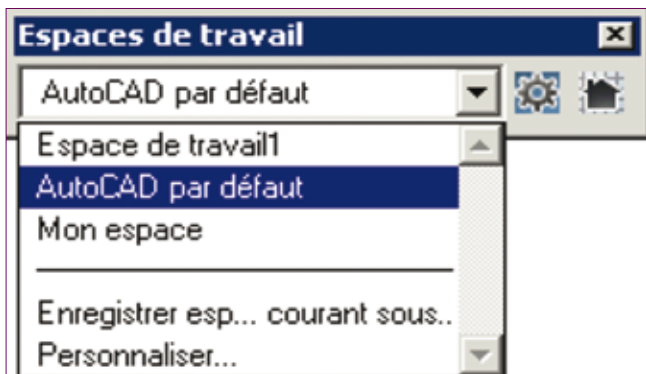 Espaces de travail
AutoCAD par défaut
Espace de travail1
AutoCAD par défaut
Mon espace
Enregistrer esp... courant sous..
Personnaliser...